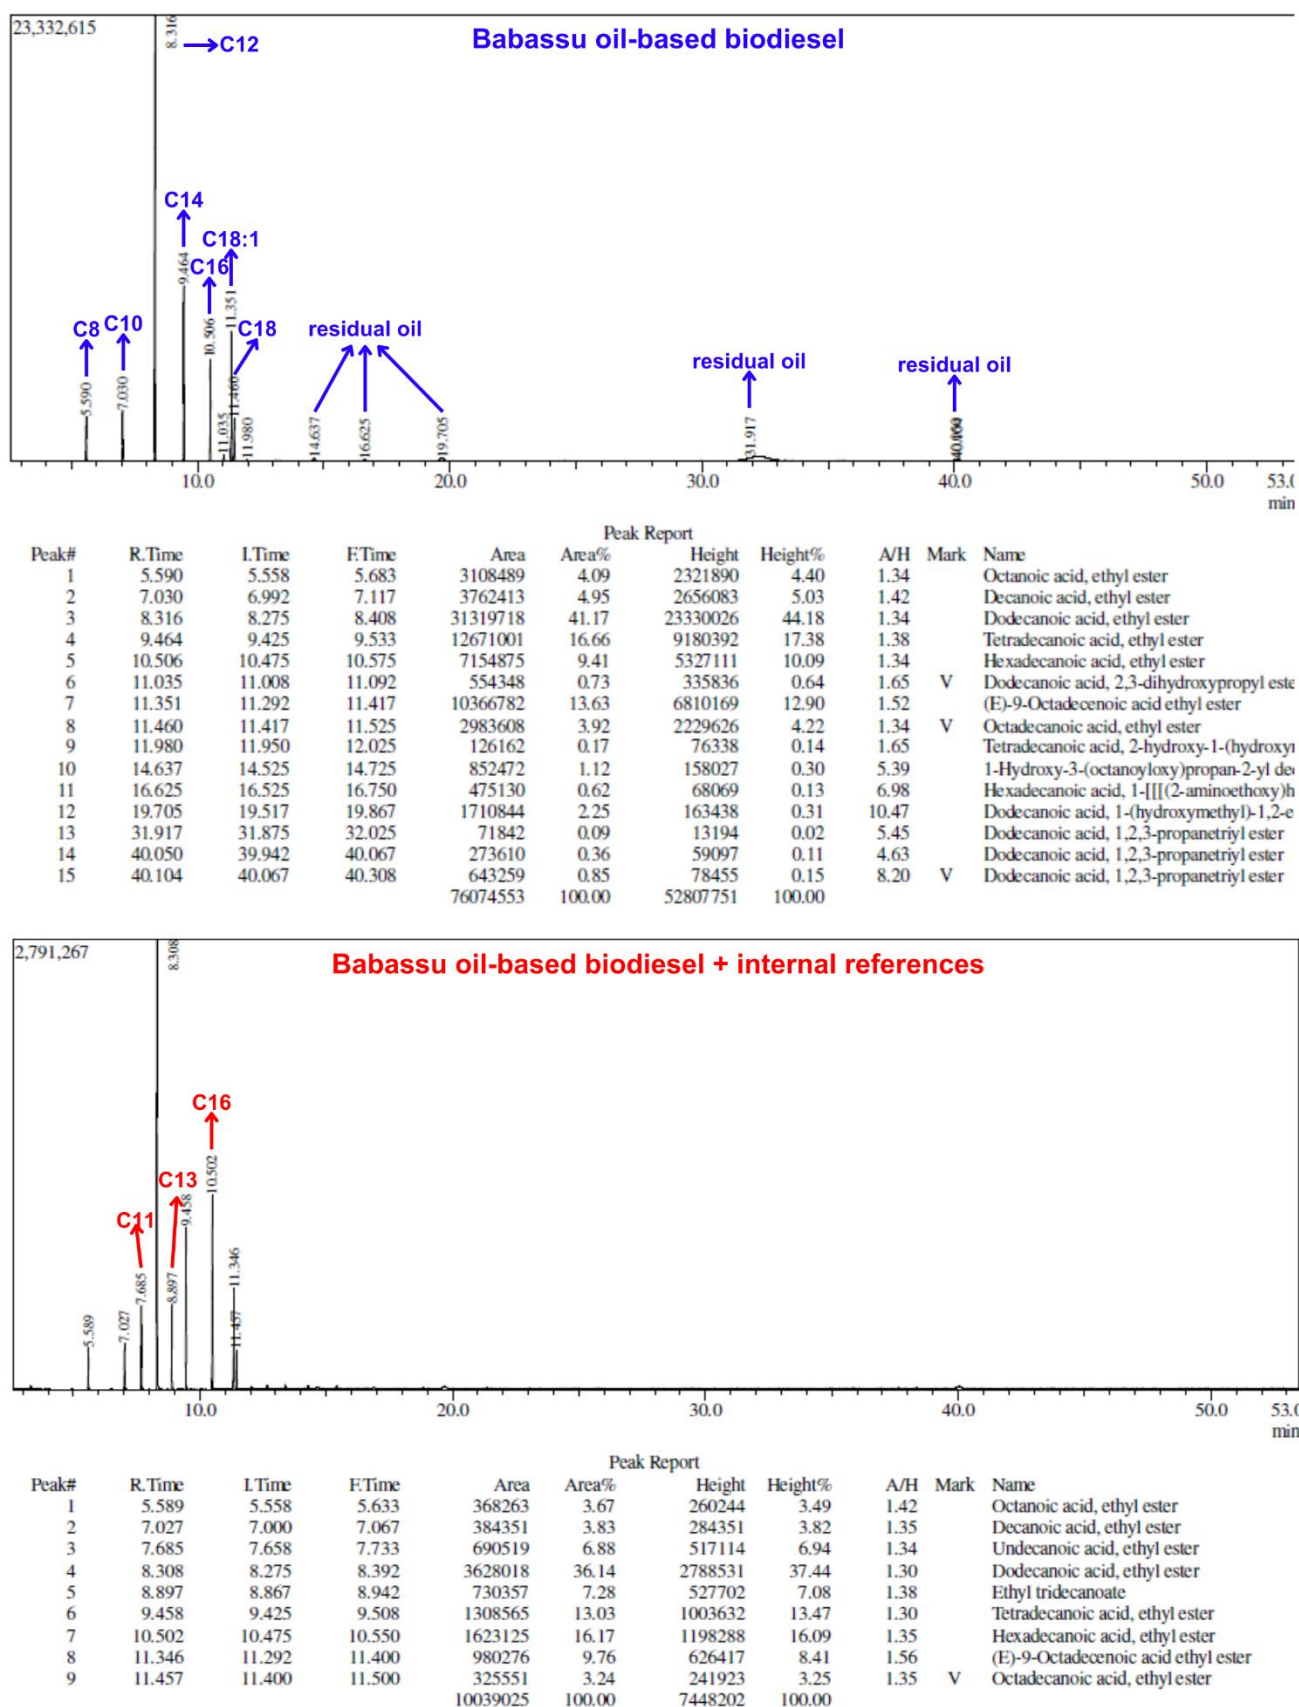 23,332,615
8.316
C12
Babassu oil-based biodiesel
C14
9.464
C18:1
C16
11.351
10.506
C8
C10
C18
residual oil
residual oil
residual oil
5.590
7.030
11.460
11.035
11.980
14.637
16.625
19.705
31.917
10.0 20.0 30.0 40.0 50.0
min
Peak Report
Peak# R.Time I.Time F.Time Area Area% Height Height% A/H Mark Name
1 5.590 5.558 5.683 3108489 4.09 2321890 4.40 1.34 Octanoic acid, ethyl ester
2 7.030 6.992 7.117 3762413 4.95 2656083 5.03 1.42 Decanoic acid, ethyl ester
3 8.316 8.275 8.408 31319718 41.17 23330026 44.18 1.34 Dodecanoic acid, ethyl ester
4 9.464 9.425 9.533 12671001 16.66 9180392 17.38 1.38 Tetradecanoic acid, ethyl ester
5 10.506 10.475 10.575 7154875 9.41 5327111 10.09 1.34 Hexadecanoic acid, ethyl ester
6 11.035 11.008 11.092 554348 0.73 335836 0.64 1.65 V Dodecanoic acid, 2,3-dihydroxypropyl este
7 11.351 11.292 11.417 10366782 13.63 6810169 12.90 1.52 (E)-9-Octadecenoic acid ethyl ester
8 11.460 11.417 11.525 2983608 3.92 2229626 4.22 1.34 V Octadecanoic acid, ethyl ester
9 11.980 11.950 12.025 126162 0.17 76338 0.14 1.65 Tetradecanoic acid, 2-hydroxy-1-(hydroxyı
10 14.637 14.525 14.725 852472 1.12 158027 0.30 5.39 1-Hydroxy-3-(octanoyloxy)propan-2-yl de
11 16.625 16.525 16.750 475130 0.62 68069 0.13 6.98 Hexadecanoic acid, 1-[[[(2-aminoethoxy)h
12 19.705 19.517 19.867 1710844 2.25 163438 0.31 10.47 Dodecanoic acid, 1-(hydroxymethyl)-1,2-e
13 31.917 31.875 32.025 71842 0.09 13194 0.02 5.45 Dodecanoic acid, 1,2,3-propanetriyl ester
14 40.050 39.942 40.067 273610 0.36 59097 0.11 4.63 Dodecanoic acid, 1,2,3-propanetriyl ester
15 40.104 40.067 40.308 643259 0.85 78455 0.15 8.20 V Dodecanoic acid, 1,2,3-propanetriyl ester
76074553 100.00 52807751 100.00
2,791,267
8.308
Babassu oil-based biodiesel + internal references
C16
C13
10.502
C11
9.458
11.346
7.685
8.897
5.589
7.027
11.457
10.0 20.0 30.0 40.0 50.0
min
Peak Report
Peak# R.Time I.Time F.Time Area Area% Height Height% A/H Mark Name
1 5.589 5.558 5.633 368263 3.67 260244 3.49 1.42 Octanoic acid, ethyl ester
2 7.027 7.000 7.067 384351 3.83 284351 3.82 1.35 Decanoic acid, ethyl ester
3 7.685 7.658 7.733 690519 6.88 517114 6.94 1.34 Undecanoic acid, ethyl ester
4 8.308 8.275 8.392 3628018 36.14 2788531 37.44 1.30 Dodecanoic acid, ethyl ester
5 8.897 8.867 8.942 730357 7.28 527702 7.08 1.38 Ethyl tridecanoate
6 9.458 9.425 9.508 1308565 13.03 1003632 13.47 1.30 Tetradecanoic acid, ethyl ester
7 10.502 10.475 10.550 1623125 16.17 1198288 16.09 1.35 Hexadecanoic acid, ethyl ester
8 11.346 11.292 11.400 980276 9.76 626417 8.41 1.56 (E)-9-Octadecenoic acid ethyl ester
9 11.457 11.400 11.500 325551 3.24 241923 3.25 1.35 V Octadecanoic acid, ethyl ester
10039025 100.00 7448202 100.00